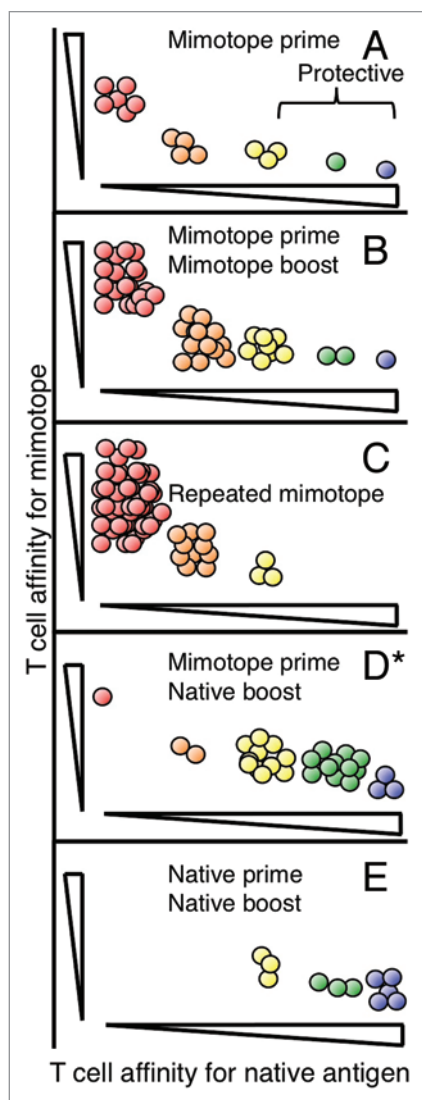 Mimotope prime
A
Protective
Mimotope prime
Mimotope boost
B
C
Repeated mimotope
Mimotope prime
Native boost
D*
Native prime
Native boost
E
T cell affinity for mimotope
T cell affinity for native antigen